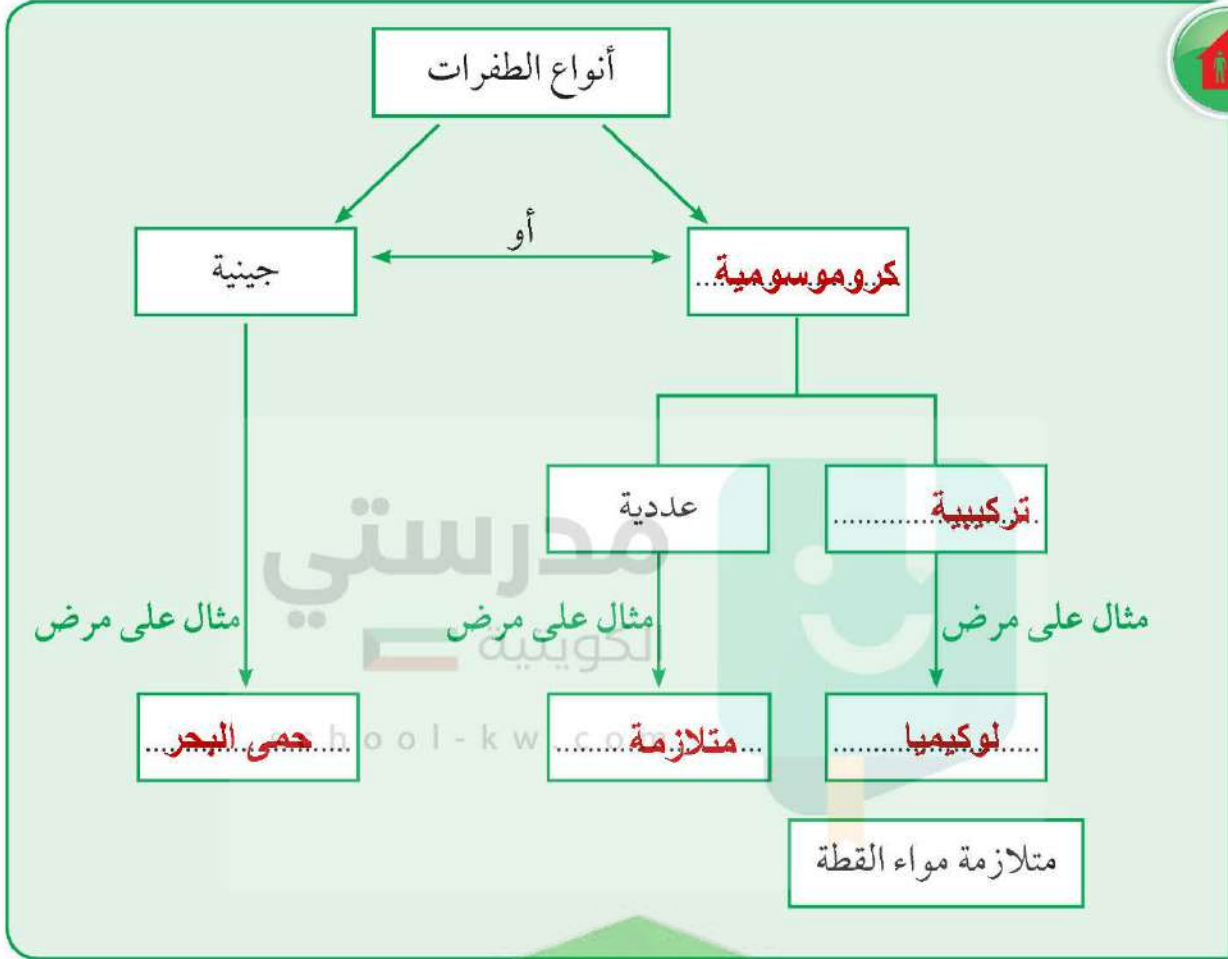 أنواع الطفرات
أو
كروموسومية
جينية
تركيبية
عددية
مدرستي
الكويتية
مثال على مرض
مثال على مرض
مثال على مرض
لوكيميا
متلازمة
حمى البحر
school-kw.com
متلازمة مواء القطة